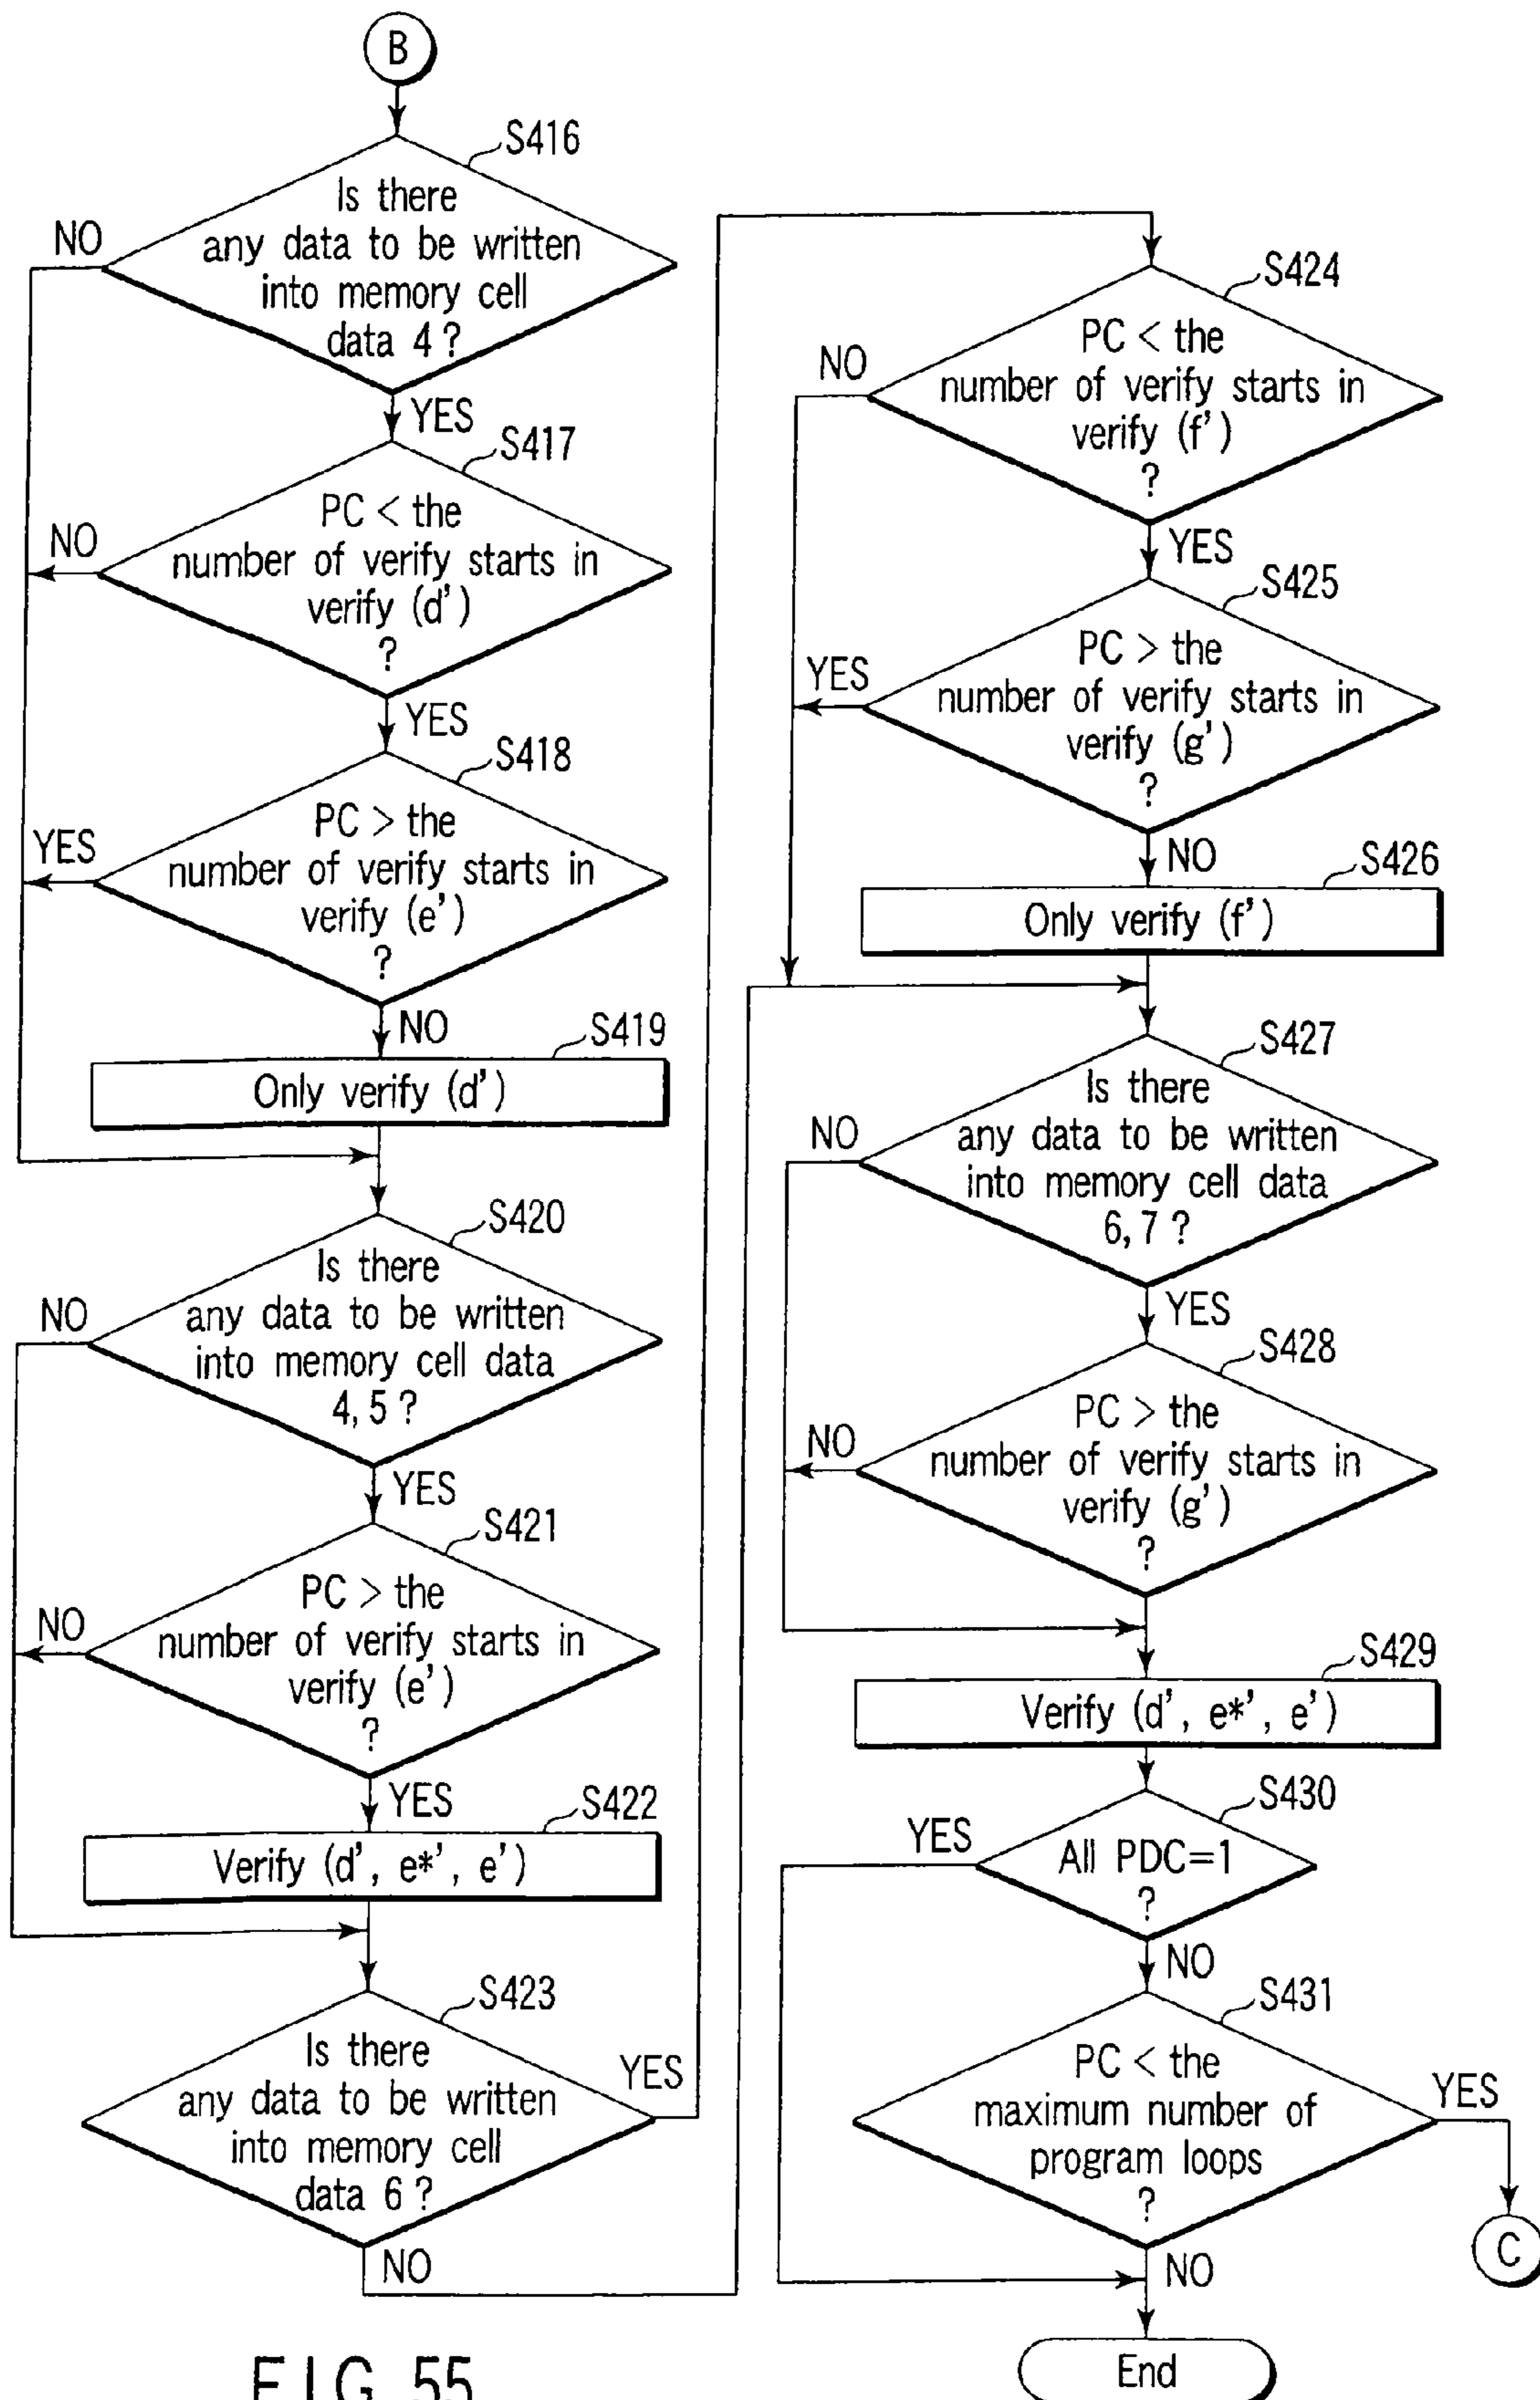 B
S416
Is there
any data to be written
into memory cell
data 4 ?
NO
YES
S417
PC < the
number of verify starts in
verify (d')
?
NO
YES
S418
PC > the
number of verify starts in
verify (e')
?
YES
NO
S419
Only verify (d')
S420
Is there
any data to be written
into memory cell data
4, 5 ?
NO
YES
S421
PC > the
number of verify starts in
verify (e')
?
NO
YES
S422
Verify (d', e*', e')
S423
Is there
any data to be written
into memory cell
data 6 ?
YES
NO
S424
PC < the
number of verify starts in
verify (f')
?
NO
YES
S425
PC > the
number of verify starts in
verify (g')
?
YES
NO
S426
Only verify (f')
S427
Is there
any data to be written
into memory cell data
6, 7 ?
NO
YES
S428
PC > the
number of verify starts in
verify (g')
?
NO
S429
Verify (d', e*', e')
S430
All PDC=1
?
YES
NO
S431
PC < the
maximum number of
program loops
?
YES
C
NO
End
FIG. 55